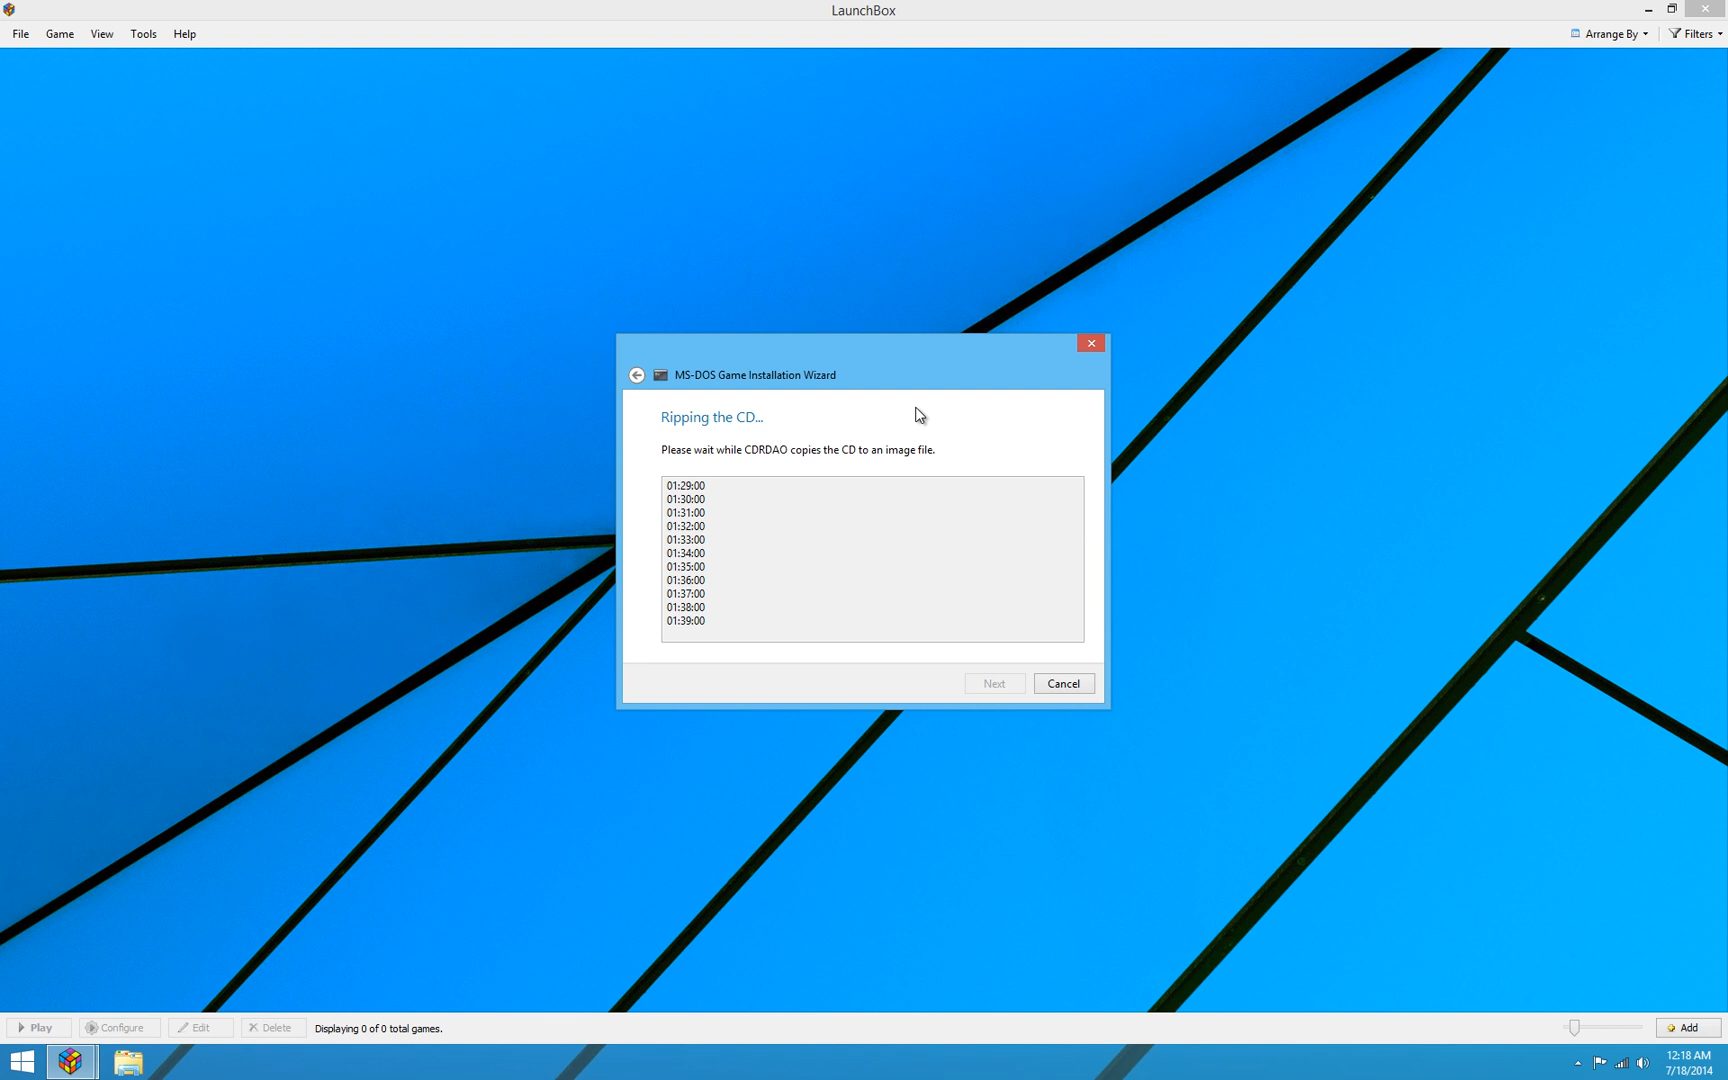 LaunchBox
File Game View Tools Help Arrange By Filters
MS-DOS Game Installation Wizard
Ripping the CD...
Please wait while CDRDAO copies the CD to an image file.
01:29:00
01:30:00
01:31:00
01:32:00
01:33:00
01:34:00
01:35:00
01:36:00
01:37:00
01:38:00
01:39:00
Next Cancel
Play Configure Edit Delete Displaying 0 of 0 total games. Add
12:18 AM
7/18/2014